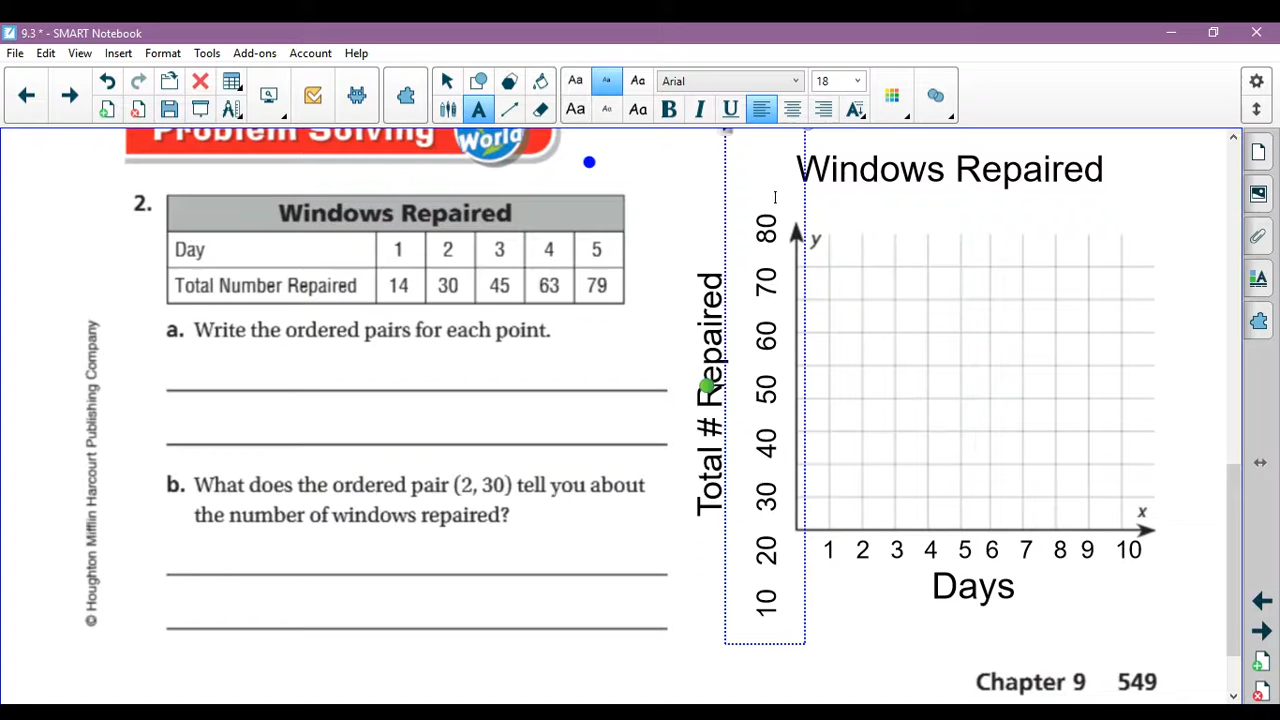 9.3 * - SMART Notebook
File Edit View Insert Format Tools Add-ons Account Help
Arial
18
Problem Solving
World
2.
Windows Repaired
Day 1 2 3 4 5
Total Number Repaired 14 30 45 63 79
a. Write the ordered pairs for each point.
b. What does the ordered pair (2, 30) tell you about
the number of windows repaired?
© Houghton Mifflin Harcourt Publishing Company
Windows Repaired
Total # Repaired
10 20 30 40 50 60 70 80
y
x
1 2 3 4 5 6 7 8 9 10
Days
Chapter 9 549